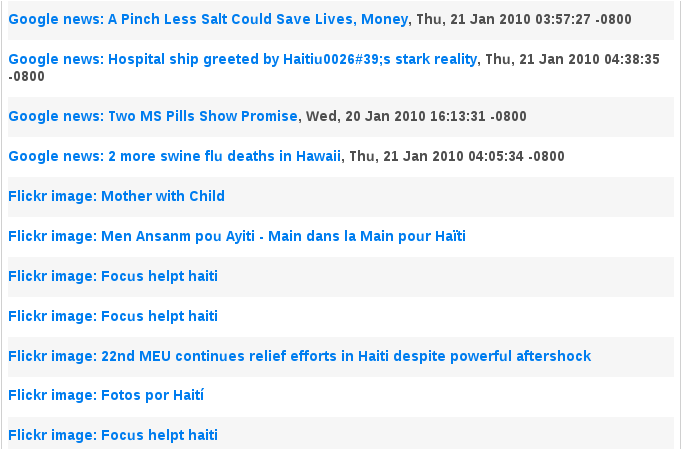 Google news: A Pinch Less Salt Could Save Lives, Money, Thu, 21 Jan 2010 03:57:27 -0800
Google news: Hospital ship greeted by Haitiu0026#39;s stark reality, Thu, 21 Jan 2010 04:38:35
-0800
Google news: Two MS Pills Show Promise, Wed, 20 Jan 2010 16:13:31 -0800
Google news: 2 more swine flu deaths in Hawaii, Thu, 21 Jan 2010 04:05:34 -0800
Flickr image: Mother with Child
Flickr image: Men Ansanm pou Ayiti - Main dans la Main pour Haïti
Flickr image: Focus helpt haiti
Flickr image: Focus helpt haiti
Flickr image: 22nd MEU continues relief efforts in Haiti despite powerful aftershock
Flickr image: Fotos por Haití
Flickr image: Focus helpt haiti